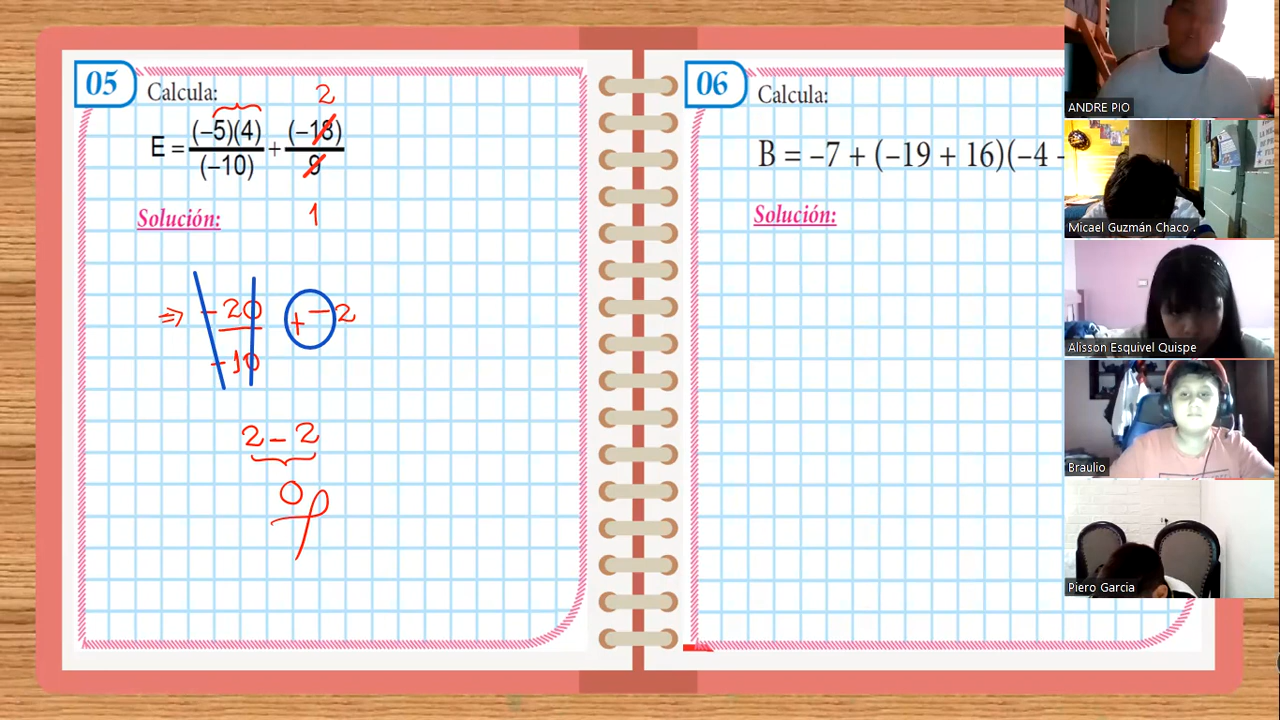 05
Calcula:
2
E = (–5)(4)/(–10) + (–18)/9
1
Solución:
⇒ -20/-10 + -2
2 - 2
0
06
Calcula:
B = –7 + (–19 + 16)(–4 –
Solución:
ANDRE PIO
Micael Guzmán Chaco .
Alisson Esquivel Quispe
Braulio
Piero Garcia